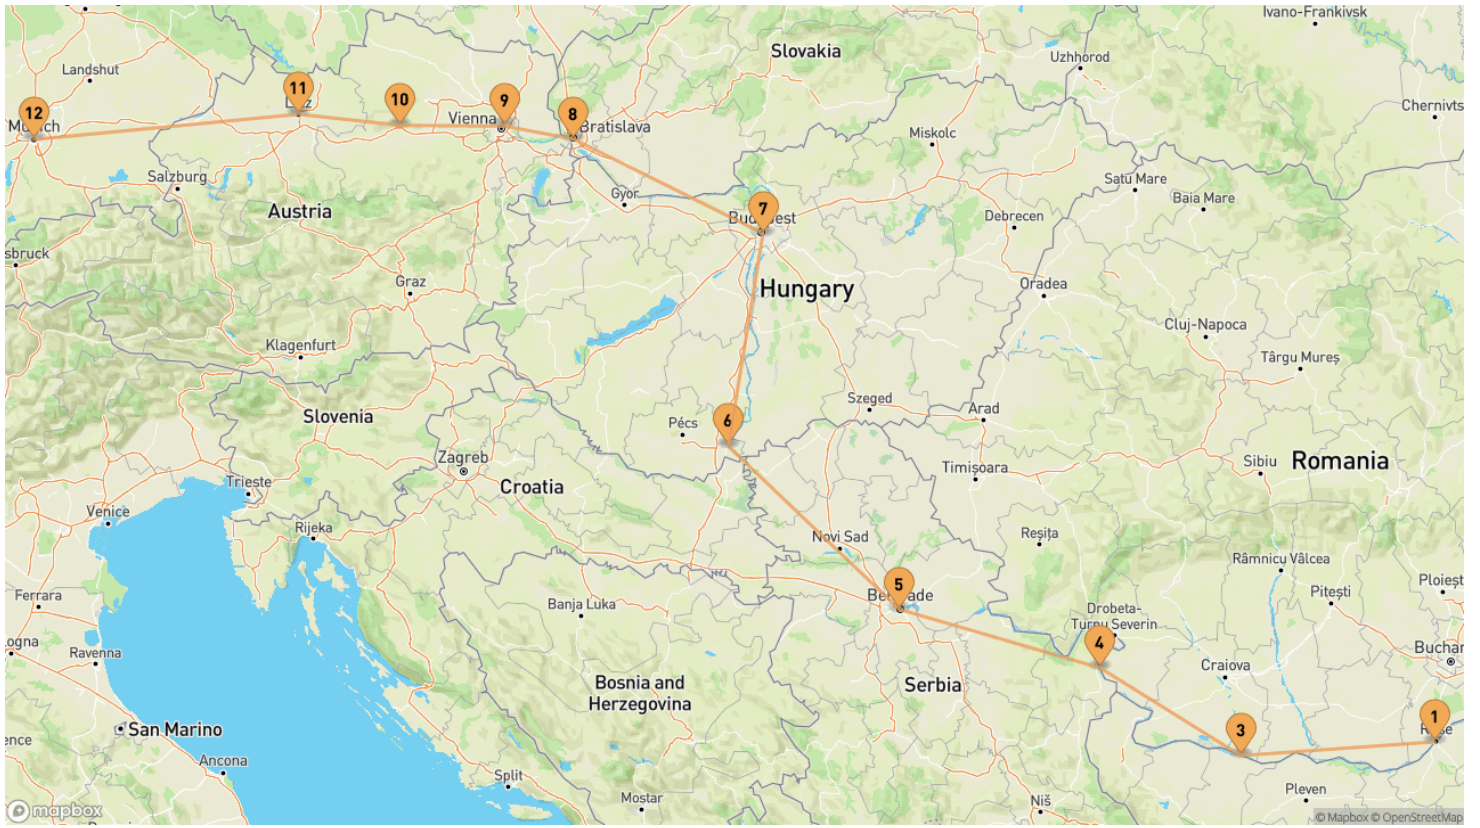 Ivano-Frankivsk
Slovakia
Uzhhorod
Landshut
11
10
9
12
8
Chernivts
Vienna
Bratislava
Miskolc
Salzburg
Satu Mare
Baia Mare
Gyor
7
Austria
Debrecen
sbruck
Graz
Hungary
Oradea
Cluj-Napoca
Klagenfurt
Târgu Mureș
Slovenia
Szeged
Arad
6
Pécs
Zagreb
Timișoara
Sibiu
Romania
Trieste
Croatia
Venice
Rijeka
Novi Sad
Reșița
Râmnicu Vâlcea
5
Ploiești
Pitești
Ferrara
Banja Luka
Drobeta-
Turnu Severin
4
logna
Ravenna
Buchar
Craiova
Bosnia and
Herzegovina
Serbia
1
3
San Marino
ence
Ancona
Split
Pleven
Mostar
Niš
mapbox
© Mapbox © OpenStreetMap